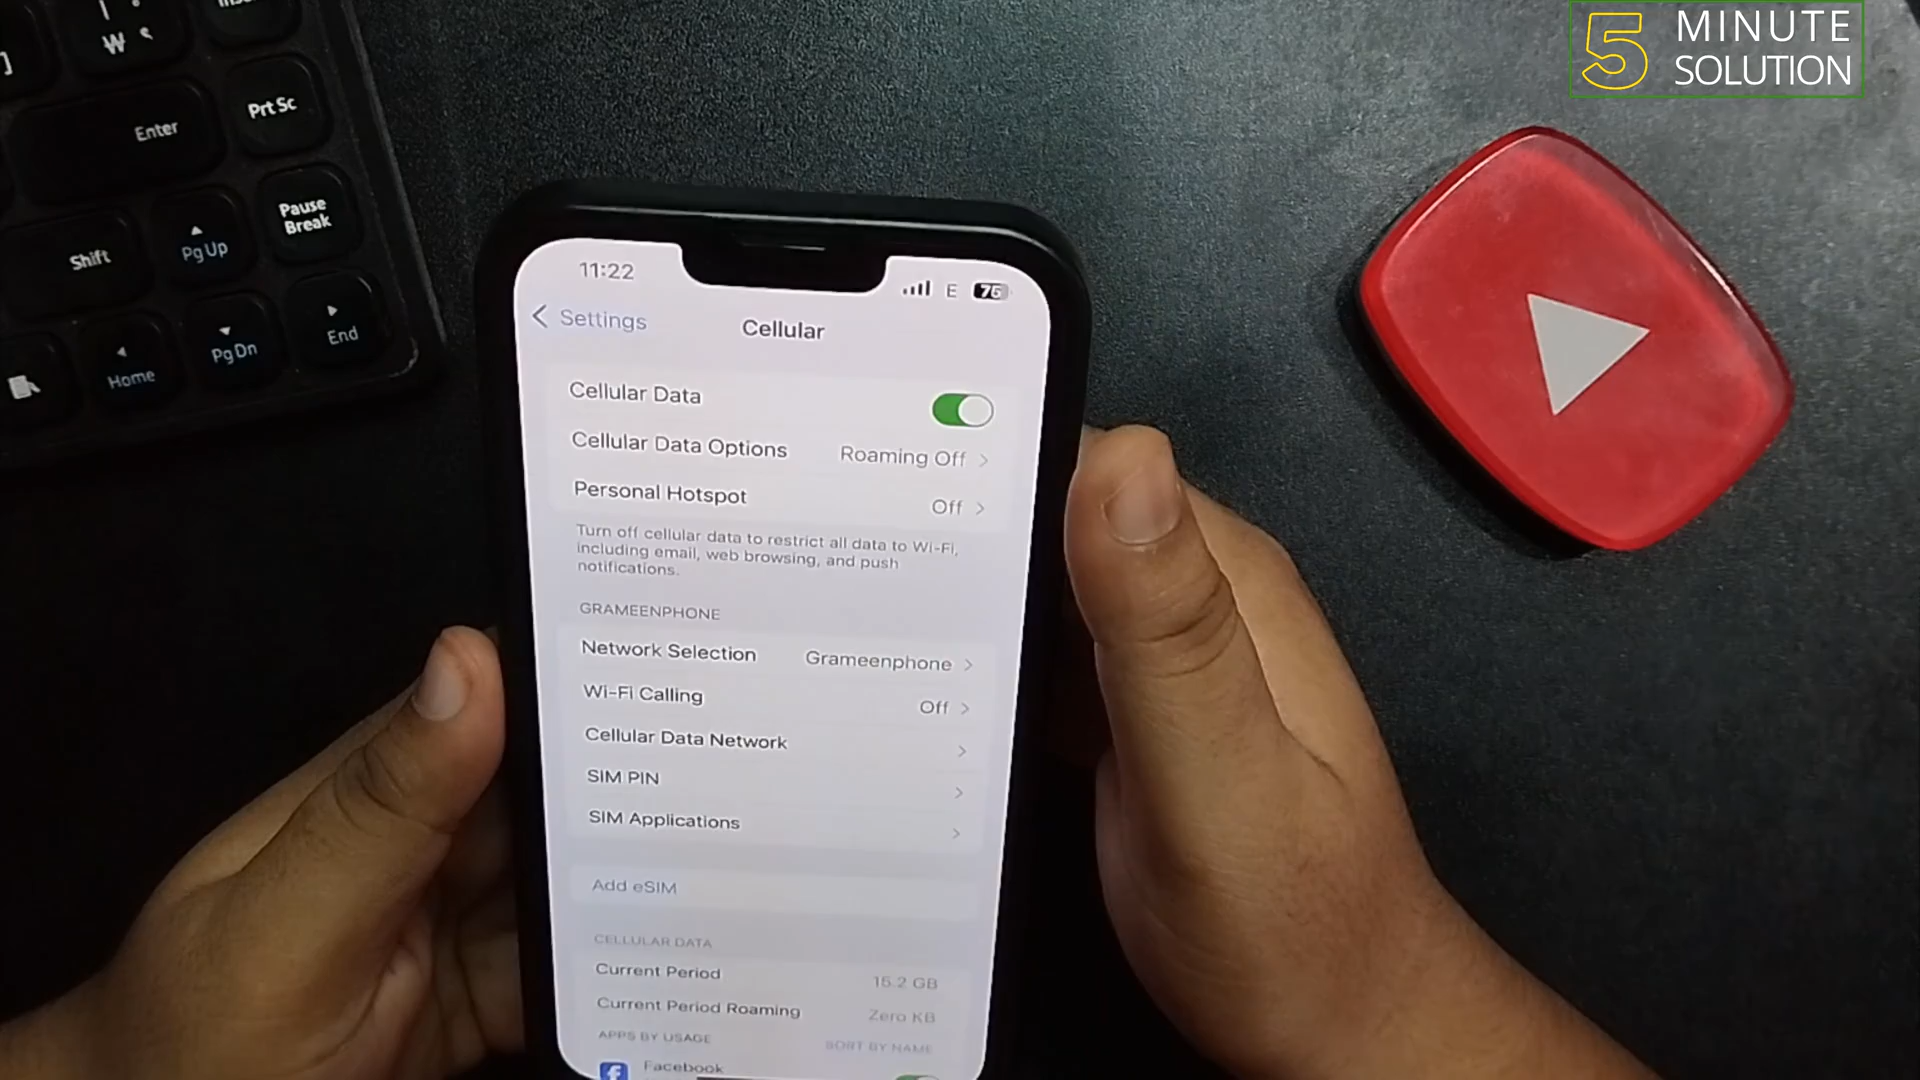 5 MINUTE
SOLUTION
]
W
Enter
Prt Sc
Shift
Pg Up
Pause
Break
Home
Pg Dn
End
11:22
E
75
Settings
Cellular
Cellular Data
Cellular Data Options Roaming Off
Personal Hotspot Off
Turn off cellular data to restrict all data to Wi-Fi,
including email, web browsing, and push
notifications.
GRAMEENPHONE
Network Selection Grameenphone
Wi-Fi Calling Off
Cellular Data Network
SIM PIN
SIM Applications
Add eSIM
CELLULAR DATA
Current Period 15.2 GB
Current Period Roaming Zero KB
APPS BY USAGE SORT BY NAME
Facebook